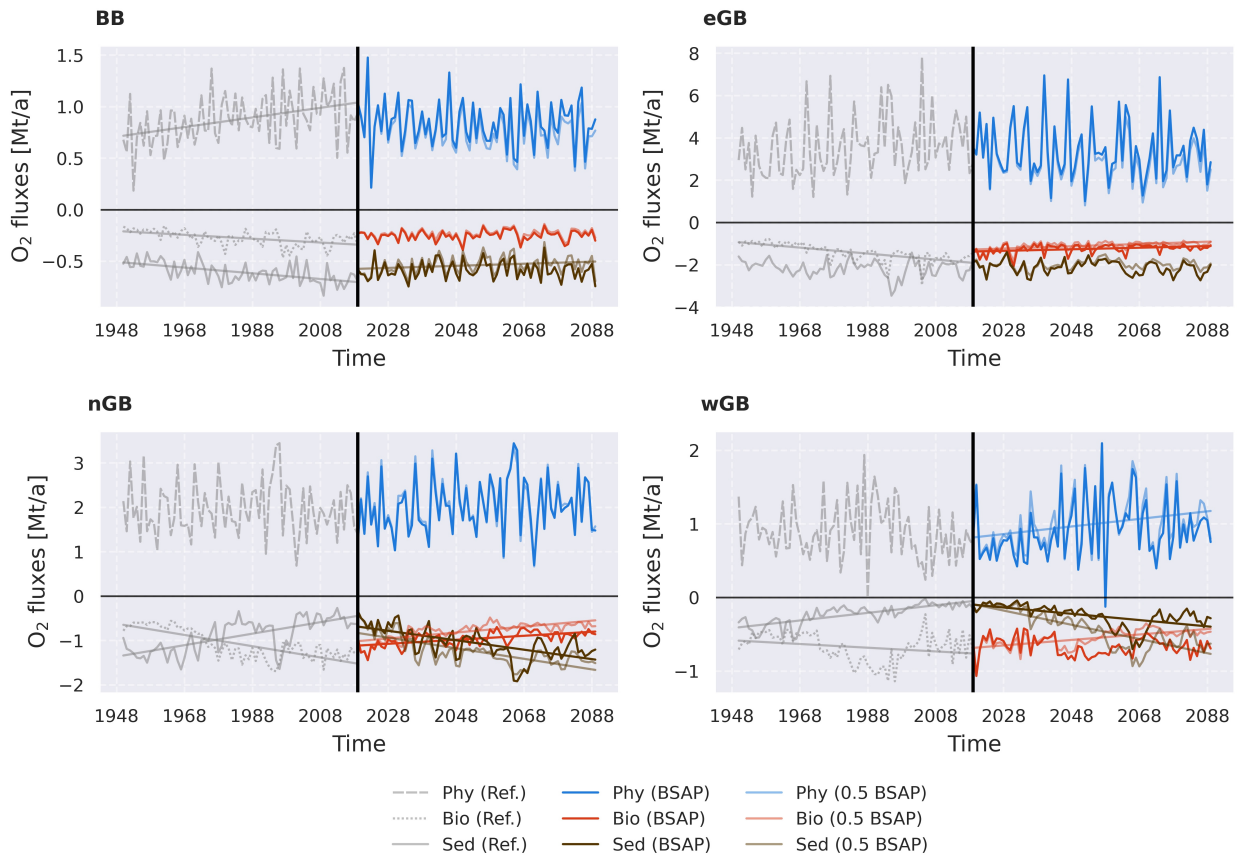 BB
eGB
O₂ fluxes [Mt/a]
1.5
1.0
0.5
0.0
−0.5
1948 1968 1988 2008 2028 2048 2068 2088
Time
O₂ fluxes [Mt/a]
8
6
4
2
0
−2
−4
1948 1968 1988 2008 2028 2048 2068 2088
Time
nGB
wGB
O₂ fluxes [Mt/a]
3
2
1
0
−1
−2
1948 1968 1988 2008 2028 2048 2068 2088
Time
O₂ fluxes [Mt/a]
2
1
0
−1
1948 1968 1988 2008 2028 2048 2068 2088
Time
Phy (Ref.) Phy (BSAP) Phy (0.5 BSAP)
Bio (Ref.) Bio (BSAP) Bio (0.5 BSAP)
Sed (Ref.) Sed (BSAP) Sed (0.5 BSAP)